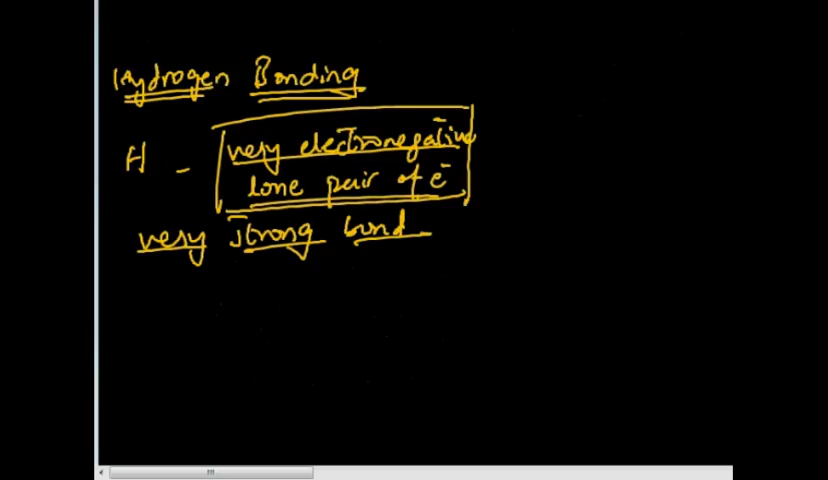 Hydrogen Bonding
H - very electronegative
lone pair of e⁻
very strong bond